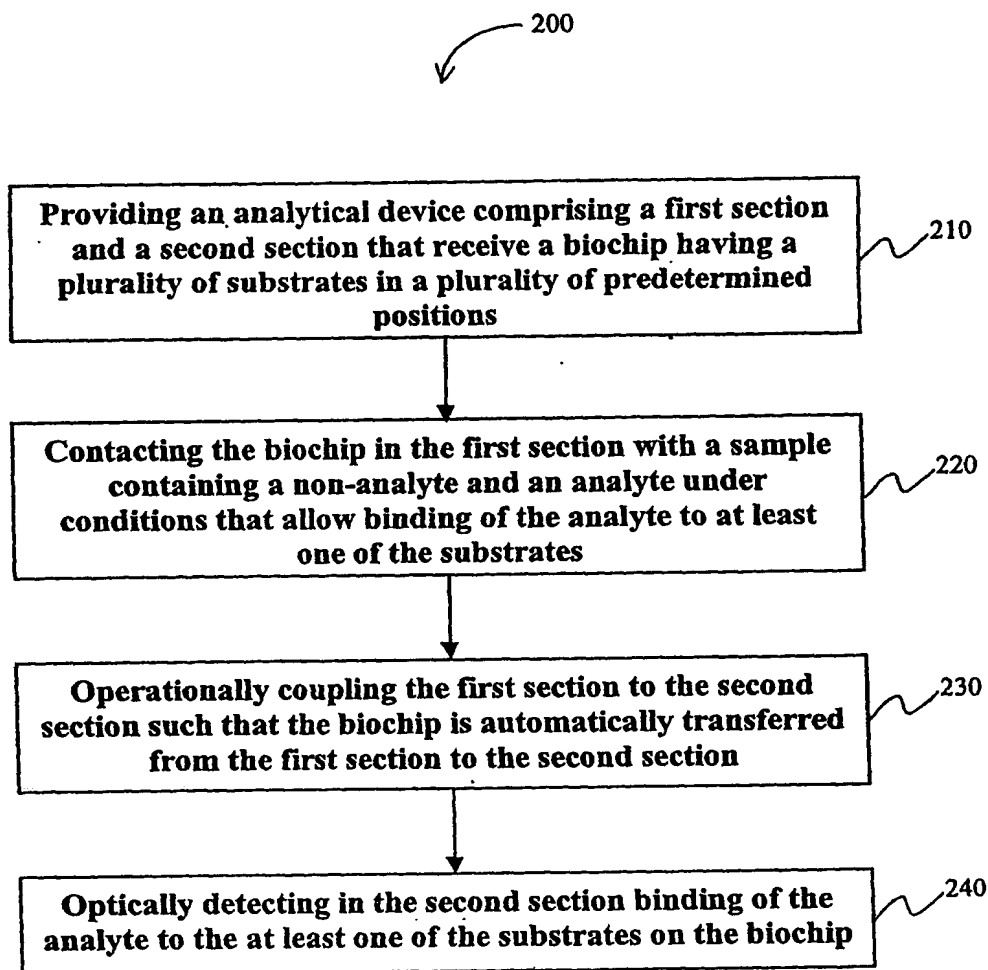 200
Providing an analytical device comprising a first section
and a second section that receive a biochip having a
plurality of substrates in a plurality of predetermined
positions
210
Contacting the biochip in the first section with a sample
containing a non-analyte and an analyte under
conditions that allow binding of the analyte to at least
one of the substrates
220
Operationally coupling the first section to the second
section such that the biochip is automatically transferred
from the first section to the second section
230
Optically detecting in the second section binding of the
analyte to the at least one of the substrates on the biochip
240